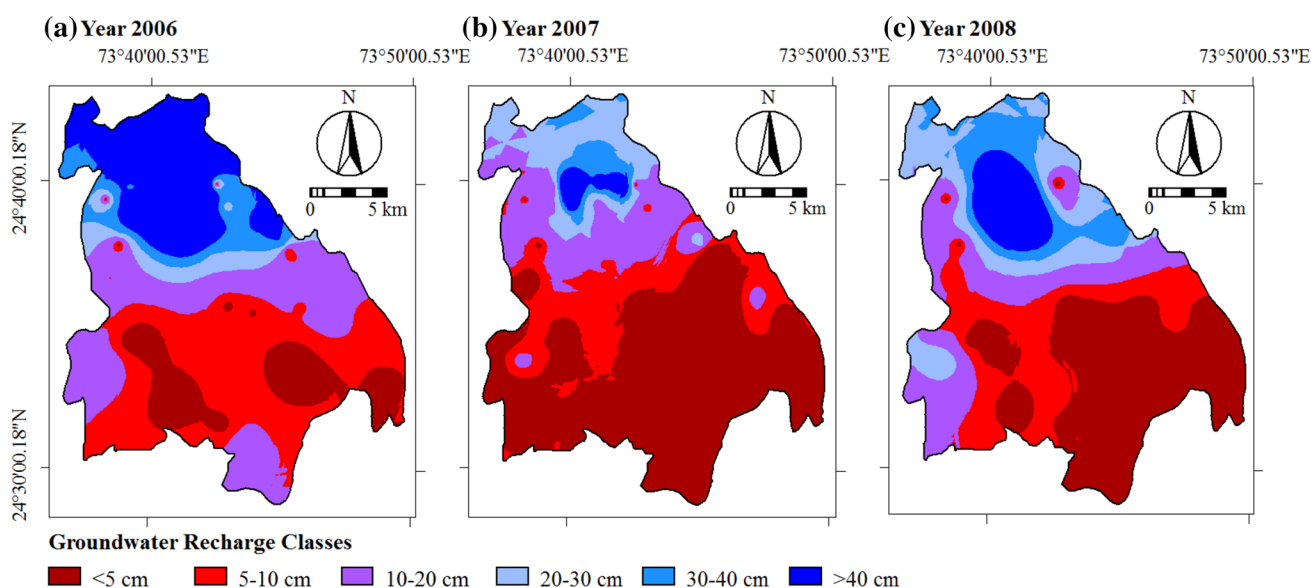 (a) Year 2006
(b) Year 2007
(c) Year 2008
73°40'00.53"E 73°50'00.53"E
73°40'00.53"E 73°50'00.53"E
73°40'00.53"E 73°50'00.53"E
24°40'00.18"N
24°30'00.18"N
N
0 5 km
N
0 5 km
N
0 5 km
Groundwater Recharge Classes
<5 cm 5-10 cm 10-20 cm 20-30 cm 30-40 cm >40 cm